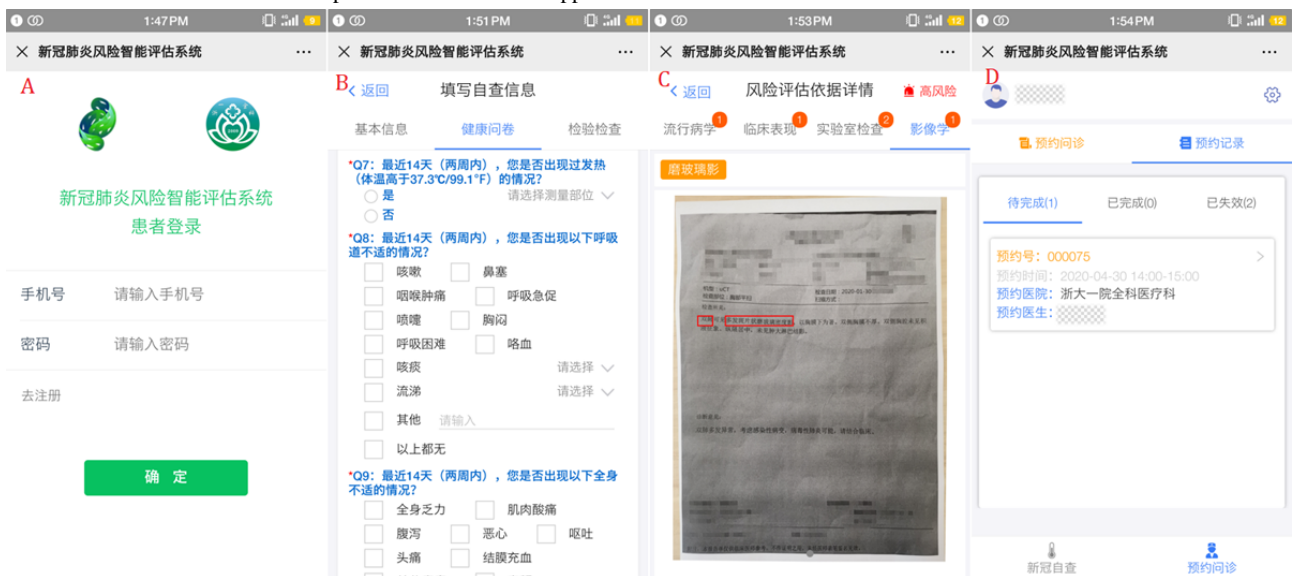 1:47 PM
9
× 新冠肺炎风险智能评估系统 ...
A
新冠肺炎风险智能评估系统
患者登录
手机号 请输入手机号
密码 请输入密码
去注册
确 定
1:51 PM
11
× 新冠肺炎风险智能评估系统 ...
B
返回 填写自查信息
基本信息 健康问卷 检验检查
*Q7：最近14天（两周内），您是否出现过发热
（体温高于37.3℃/99.1°F）的情况?
是 请选择测量部位
否
*Q8：最近14天（两周内），您是否出现以下呼吸
道不适的情况?
咳嗽 鼻塞
咽喉肿痛 呼吸急促
喷嚏 胸闷
呼吸困难 咯血
咳痰 请选择
流涕 请选择
其他 请输入
以上都无
*Q9：最近14天（两周内），您是否出现以下全身
不适的情况?
全身乏力 肌肉酸痛
腹泻 恶心 呕吐
头痛 结膜充血
1:53 PM
12
× 新冠肺炎风险智能评估系统 ...
C
返回 风险评估依据详情 高风险
流行病学 1 临床表现 1 实验室检查 2 影像学 1
磨玻璃影
1:54 PM
12
× 新冠肺炎风险智能评估系统 ...
D
预约问诊 预约记录
待完成(1) 已完成(0) 已失效(2)
预约号：000075 >
预约时间：2020-04-30 14:00-15:00
预约医院：浙大一院全科医疗科
预约医生：
新冠自查 预约问诊